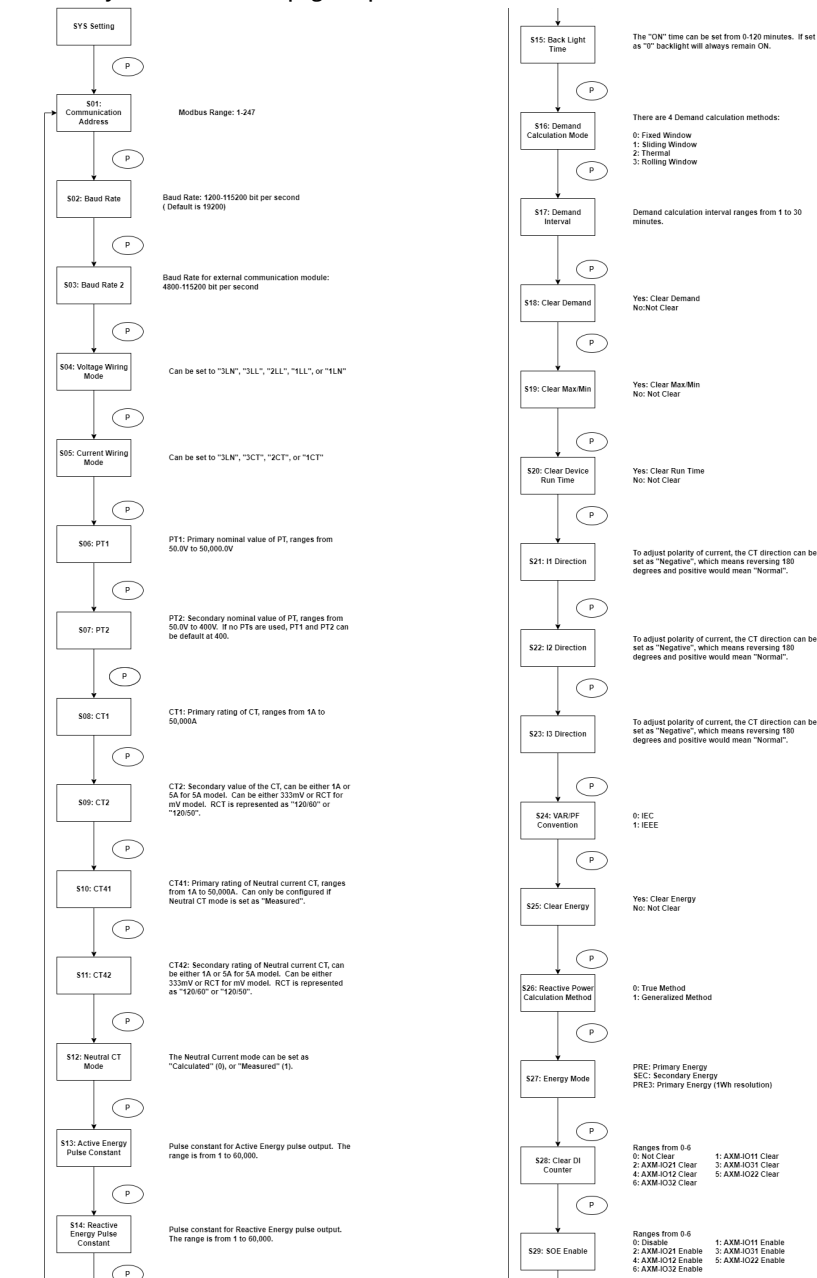 SYS Setting
P
S01:
Communication
Address
Modbus Range: 1-247
P
S02: Baud Rate
Baud Rate: 1200-115200 bit per second
( Default is 19200)
P
S03: Baud Rate 2
Baud Rate for external communication module:
4800-115200 bit per second
P
S04: Voltage Wiring
Mode
Can be set to "3LN", "3LL", "2LL", "1LL", or "1LN"
P
S05: Current Wiring
Mode
Can be set to "3LN", "3CT", "2CT", or "1CT"
P
S06: PT1
PT1: Primary nominal value of PT, ranges from
50.0V to 50,000.0V
P
S07: PT2
PT2: Secondary nominal value of PT, ranges from
50.0V to 400V.  If no PTs are used, PT1 and PT2 can
be default at 400.
P
S08: CT1
CT1: Primary rating of CT, ranges from 1A to
50,000A
P
S09: CT2
CT2: Secondary value of the CT, can be either 1A or
5A for 5A model.  Can be either 333mV or RCT for
mV model.  RCT is represented as "120/60" or
"120/50".
P
S10: CT41
CT41: Primary rating of Neutral current CT, ranges
from 1A to 50,000A.  Can only be configured if
Neutral CT mode is set as "Measured".
P
S11: CT42
CT42: Secondary rating of Neutral current CT, can
be either 1A or 5A for 5A model.  Can be either
333mV or RCT for mV model.  RCT is represented
as "120/60" or "120/50".
P
S12: Neutral CT
Mode
The Neutral Current mode can be set as
"Calculated" (0), or "Measured" (1).
P
S13: Active Energy
Pulse Constant
Pulse constant for Active Energy pulse output.  The
range is from 1 to 60,000.
P
S14: Reactive
Energy Pulse
Constant
Pulse constant for Reactive Energy pulse output.
The range is from 1 to 60,000.
P
S15: Back Light
Time
The "ON" time can be set from 0-120 minutes.  If set
as "0" backlight will always remain ON.
P
S16: Demand
Calculation Mode
There are 4 Demand calculation methods:
0: Fixed Window
1: Sliding Window
2: Thermal
3: Rolling Window
P
S17: Demand
Interval
Demand calculation interval ranges from 1 to 30
minutes.
P
S18: Clear Demand
Yes: Clear Demand
No:Not Clear
P
S19: Clear Max/Min
Yes: Clear Max/Min
No: Not Clear
P
S20: Clear Device
Run Time
Yes: Clear Run Time
No: Not Clear
P
S21: I1 Direction
To adjust polarity of current, the CT direction can be
set as "Negative", which means reversing 180
degrees and positive would mean "Normal".
P
S22: I2 Direction
To adjust polarity of current, the CT direction can be
set as "Negative", which means reversing 180
degrees and positive would mean "Normal".
P
S23: I3 Direction
To adjust polarity of current, the CT direction can be
set as "Negative", which means reversing 180
degrees and positive would mean "Normal".
P
S24: VAR/PF
Convention
0: IEC
1: IEEE
P
S25: Clear Energy
Yes: Clear Energy
No: Not Clear
P
S26: Reactive Power
Calculation Method
0: True Method
1: Generalized Method
P
S27: Energy Mode
PRE: Primary Energy
SEC: Secondary Energy
PRE3: Primary Energy (1Wh resolution)
P
S28: Clear DI
Counter
Ranges from 0-6
0: Not Clear 1: AXM-IO11 Clear
2: AXM-IO21 Clear 3: AXM-IO31 Clear
4: AXM-IO12 Clear 5: AXM-IO22 Clear
6: AXM-IO32 Clear
P
S29: SOE Enable
Ranges from 0-6
0: Disable 1: AXM-IO11 Enable
2: AXM-IO21 Enable 3: AXM-IO31 Enable
4: AXM-IO12 Enable 5: AXM-IO22 Enable
6: AXM-IO32 Enable